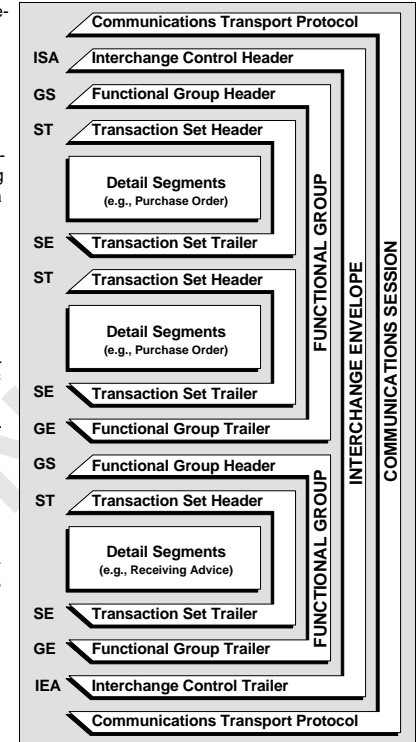 Communications Transport Protocol
ISA Interchange Control Header
GS Functional Group Header
ST Transaction Set Header
Detail Segments
(e.g., Purchase Order)
SE Transaction Set Trailer
ST Transaction Set Header
Detail Segments
(e.g., Purchase Order)
SE Transaction Set Trailer
GE Functional Group Trailer
FUNCTIONAL GROUP
GS Functional Group Header
ST Transaction Set Header
Detail Segments
(e.g., Receiving Advice)
SE Transaction Set Trailer
GE Functional Group Trailer
FUNCTIONAL GROUP
IEA Interchange Control Trailer
INTERCHANGE ENVELOPE
Communications Transport Protocol
COMMUNICATIONS SESSION